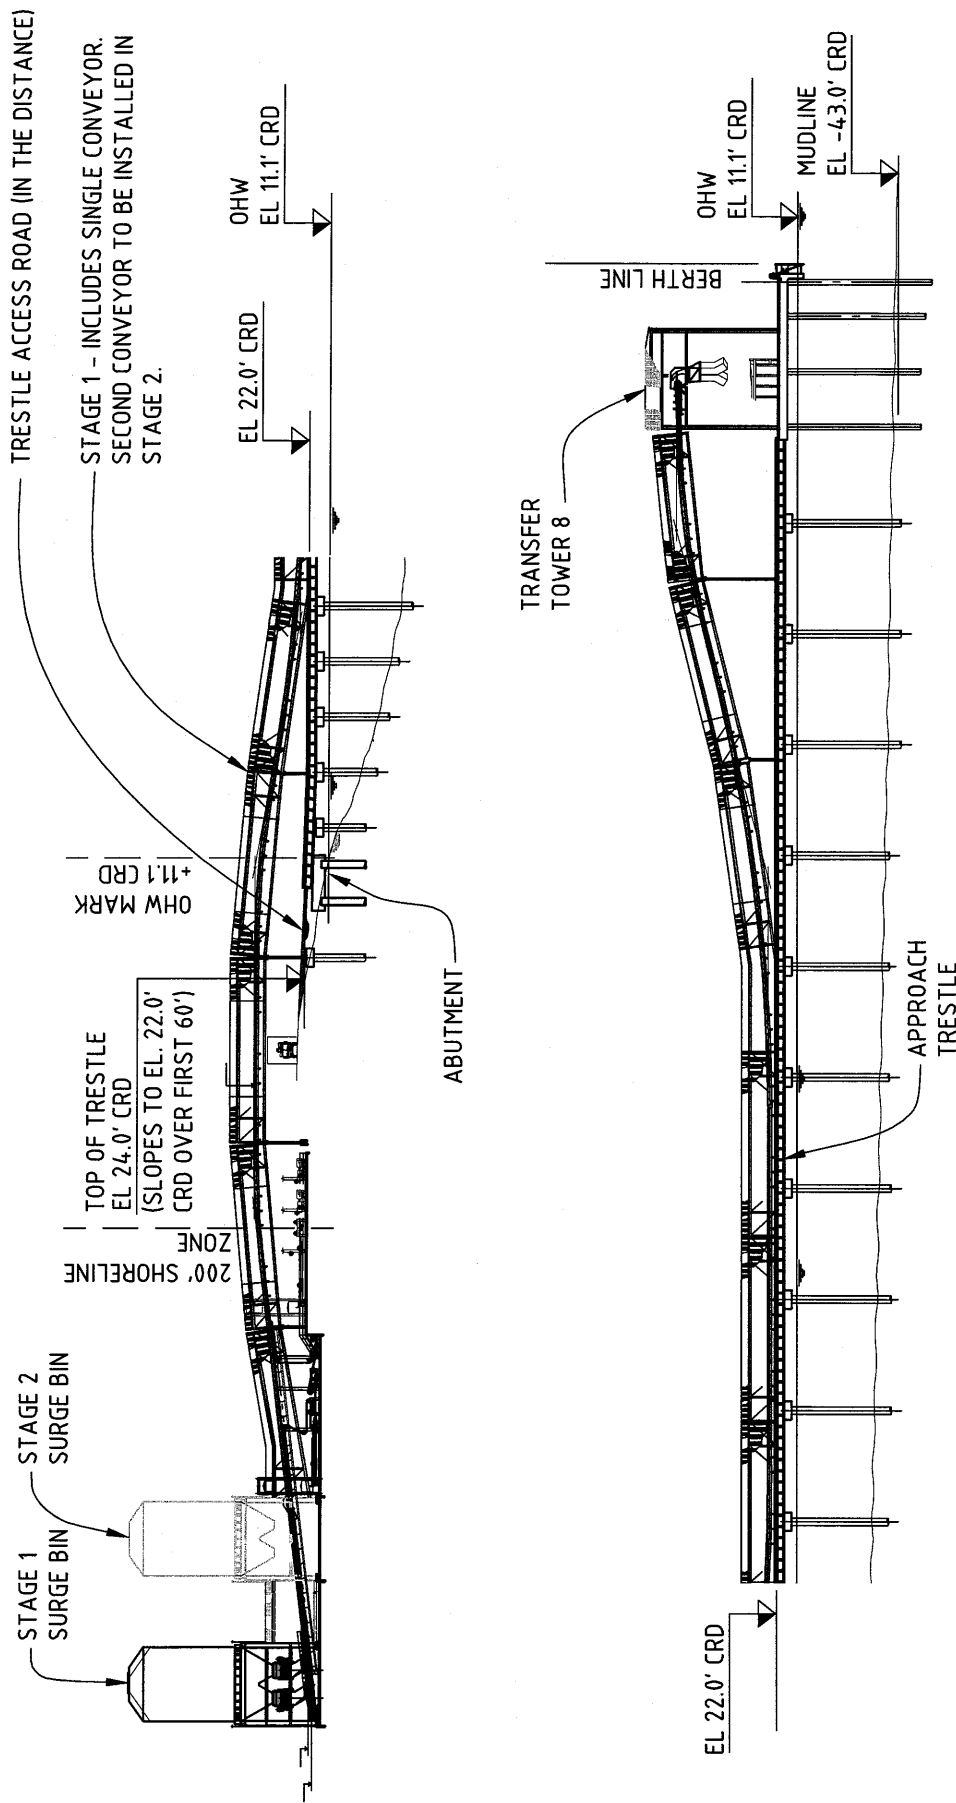 TRESTLE ACCESS ROAD (IN THE DISTANCE)
STAGE 1 - INCLUDES SINGLE CONVEYOR.
SECOND CONVEYOR TO BE INSTALLED IN
STAGE 2.
STAGE 1
SURGE BIN
STAGE 2
SURGE BIN
200' SHORELINE
ZONE
TOP OF TRESTLE
EL 24.0' CRD
(SLOPES TO EL. 22.0'
CRD OVER FIRST 60')
OHW MARK
+11.1 CRD
EL 22.0' CRD
OHW
EL 11.1' CRD
ABUTMENT
TRANSFER
TOWER 8
BERTH LINE
OHW
EL 11.1' CRD
MUDLINE
EL -43.0' CRD
EL 22.0' CRD
APPROACH
TRESTLE